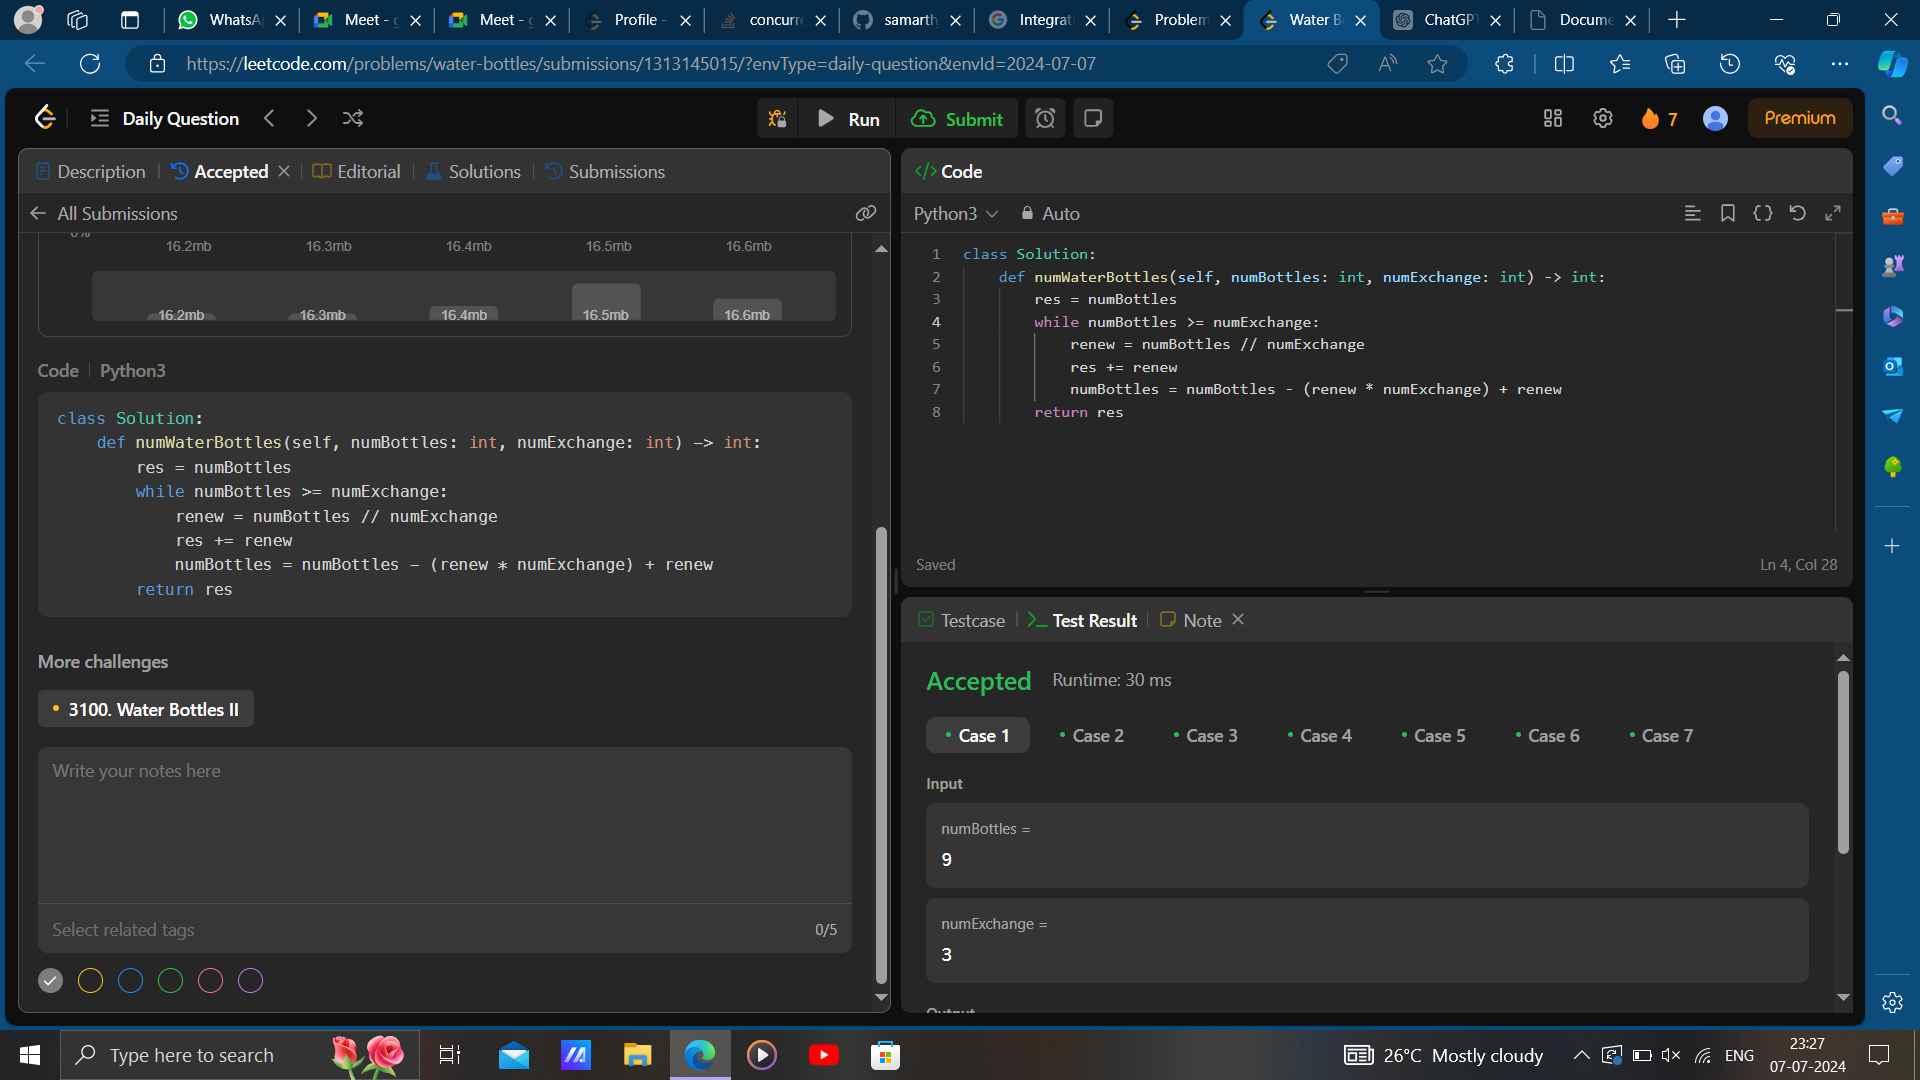 WhatsA
Meet - g
Meet - g
Profile -
concurre
samarth
Integrat
Problem
Water B
ChatGPT
Docume
https://leetcode.com/problems/water-bottles/submissions/1313145015/?envType=daily-question&envId=2024-07-07
Daily Question
Run
Submit
7
Premium
Description
Accepted
Editorial
Solutions
Submissions
All Submissions
0%
16.2mb 16.3mb 16.4mb 16.5mb 16.6mb
16.2mb 16.3mb 16.4mb 16.5mb 16.6mb
Code Python3
class Solution:
    def numWaterBottles(self, numBottles: int, numExchange: int) -> int:
        res = numBottles
        while numBottles >= numExchange:
            renew = numBottles // numExchange
            res += renew
            numBottles = numBottles - (renew * numExchange) + renew
        return res
More challenges
3100. Water Bottles II
Write your notes here
Select related tags 0/5
</> Code
Python3 Auto
1 class Solution:
2     def numWaterBottles(self, numBottles: int, numExchange: int) -> int:
3         res = numBottles
4         while numBottles >= numExchange:
5             renew = numBottles // numExchange
6             res += renew
7             numBottles = numBottles - (renew * numExchange) + renew
8         return res
Saved Ln 4, Col 28
Testcase
Test Result
Note
Accepted Runtime: 30 ms
Case 1 Case 2 Case 3 Case 4 Case 5 Case 6 Case 7
Input
numBottles =
9
numExchange =
3
Output
Type here to search
26°C Mostly cloudy
ENG
23:27
07-07-2024